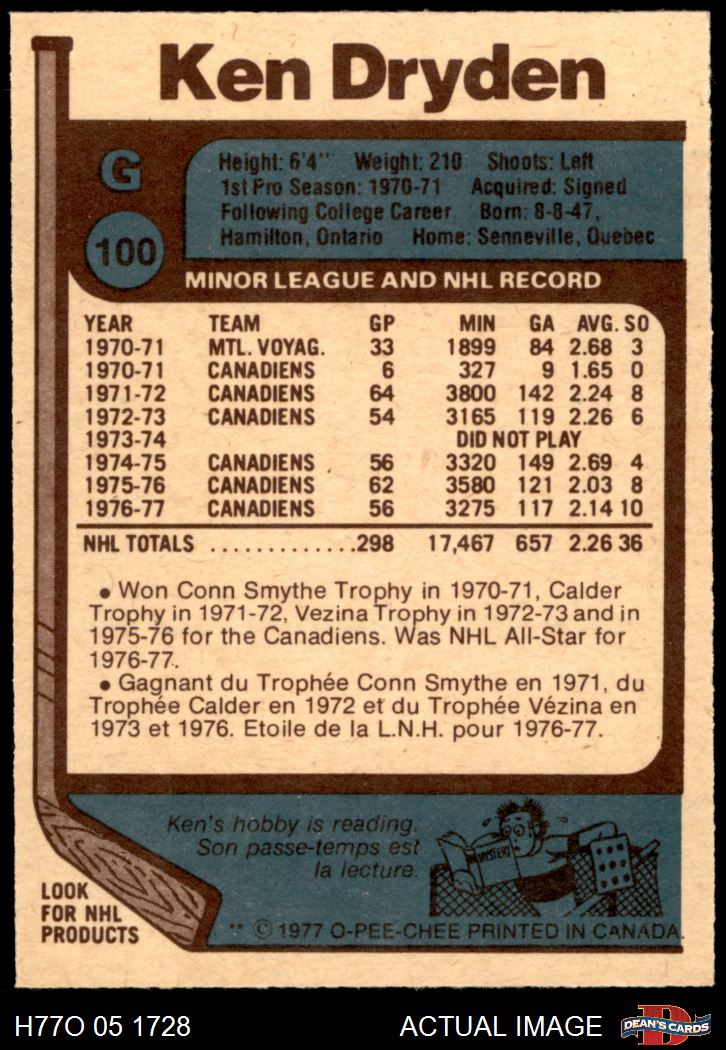 Ken Dryden
G
100
Height: 6'4" Weight: 210 Shoots: Left
1st Pro Season: 1970-71 Acquired: Signed
Following College Career Born: 8-8-47,
Hamilton, Ontario Home: Senneville, Quebec
MINOR LEAGUE AND NHL RECORD
YEAR TEAM GP MIN GA AVG. SO
1970-71 MTL. VOYAG. 33 1899 84 2.68 3
1970-71 CANADIENS 6 327 9 1.65 0
1971-72 CANADIENS 64 3800 142 2.24 8
1972-73 CANADIENS 54 3165 119 2.26 6
1973-74 DID NOT PLAY
1974-75 CANADIENS 56 3320 149 2.69 4
1975-76 CANADIENS 62 3580 121 2.03 8
1976-77 CANADIENS 56 3275 117 2.14 10
NHL TOTALS .............298 17,467 657 2.26 36
● Won Conn Smythe Trophy in 1970-71, Calder
Trophy in 1971-72, Vezina Trophy in 1972-73 and in
1975-76 for the Canadiens. Was NHL All-Star for
1976-77.
● Gagnant du Trophée Conn Smythe en 1971, du
Trophée Calder en 1972 et du Trophée Vézina en
1973 et 1976. Etoile de la L.N.H. pour 1976-77.
Ken's hobby is reading.
Son passe-temps est
la lecture.
MYSTERY
LOOK
FOR NHL
PRODUCTS
** © 1977 O-PEE-CHEE PRINTED IN CANADA.
H77O 05 1728 ACTUAL IMAGE
D
DEAN'S CARDS